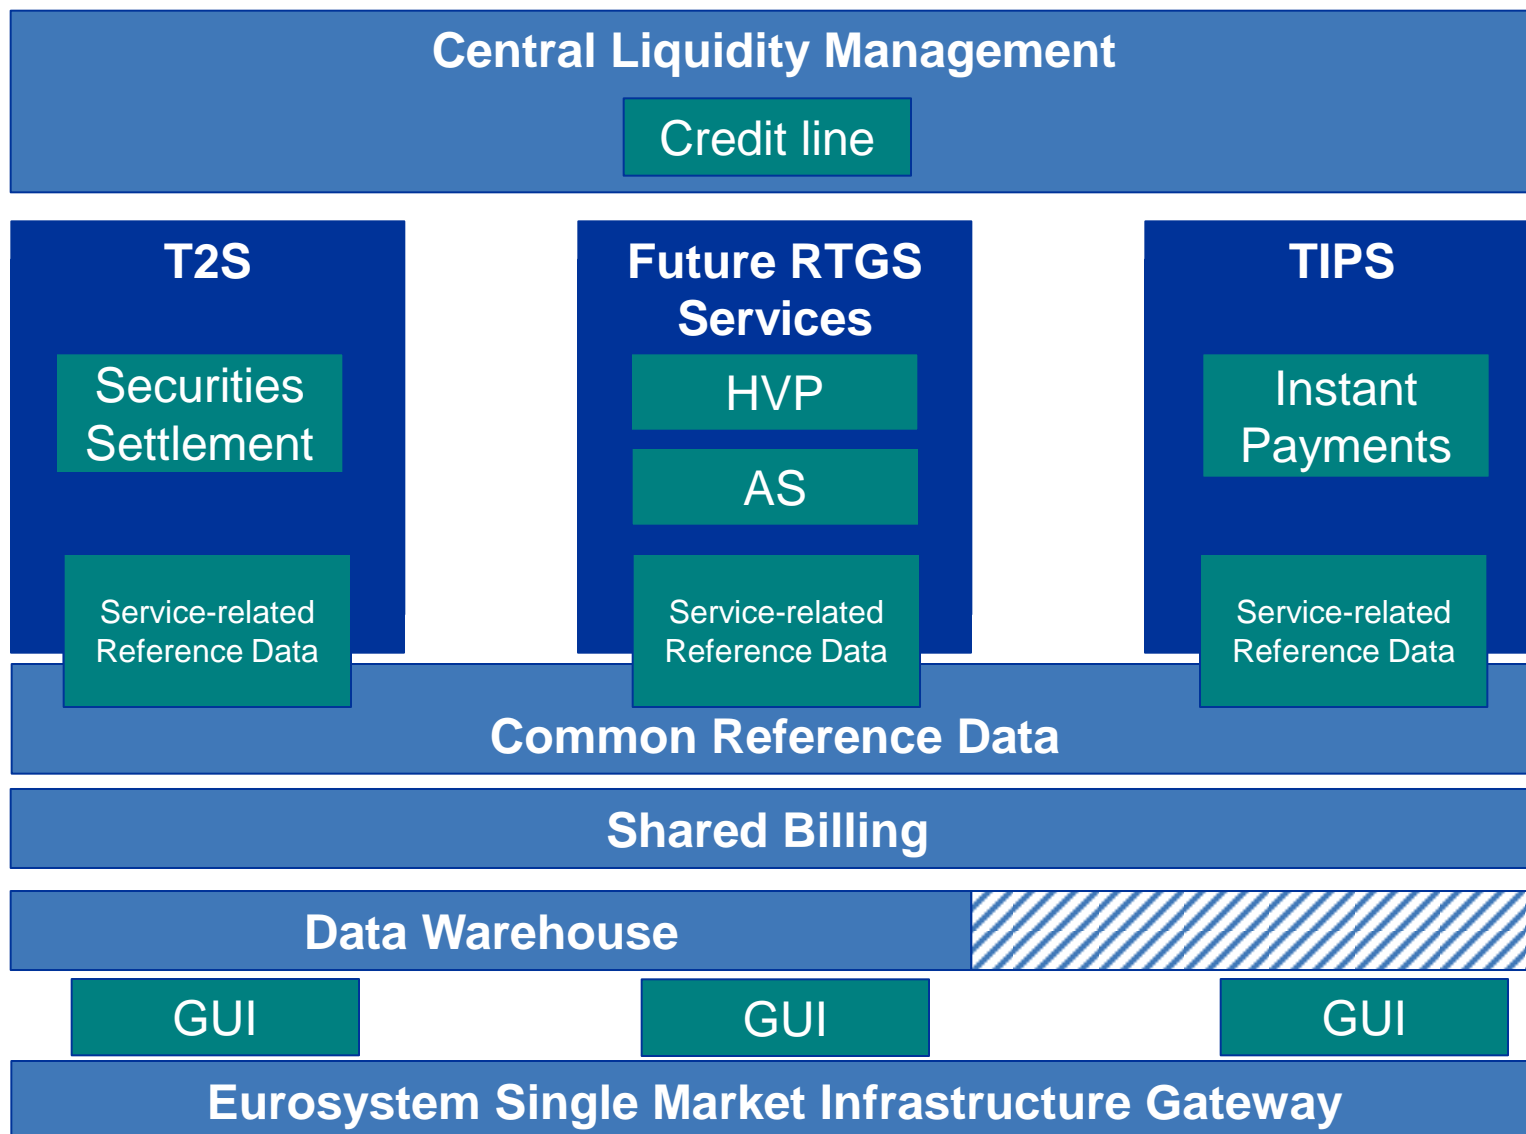 Central Liquidity Management
Credit line
T2S
Securities
Settlement
Service-related
Reference Data
Future RTGS
Services
HVP
AS
Service-related
Reference Data
TIPS
Instant
Payments
Service-related
Reference Data
Common Reference Data
Shared Billing
Data Warehouse
GUI
GUI
GUI
Eurosystem Single Market Infrastructure Gateway